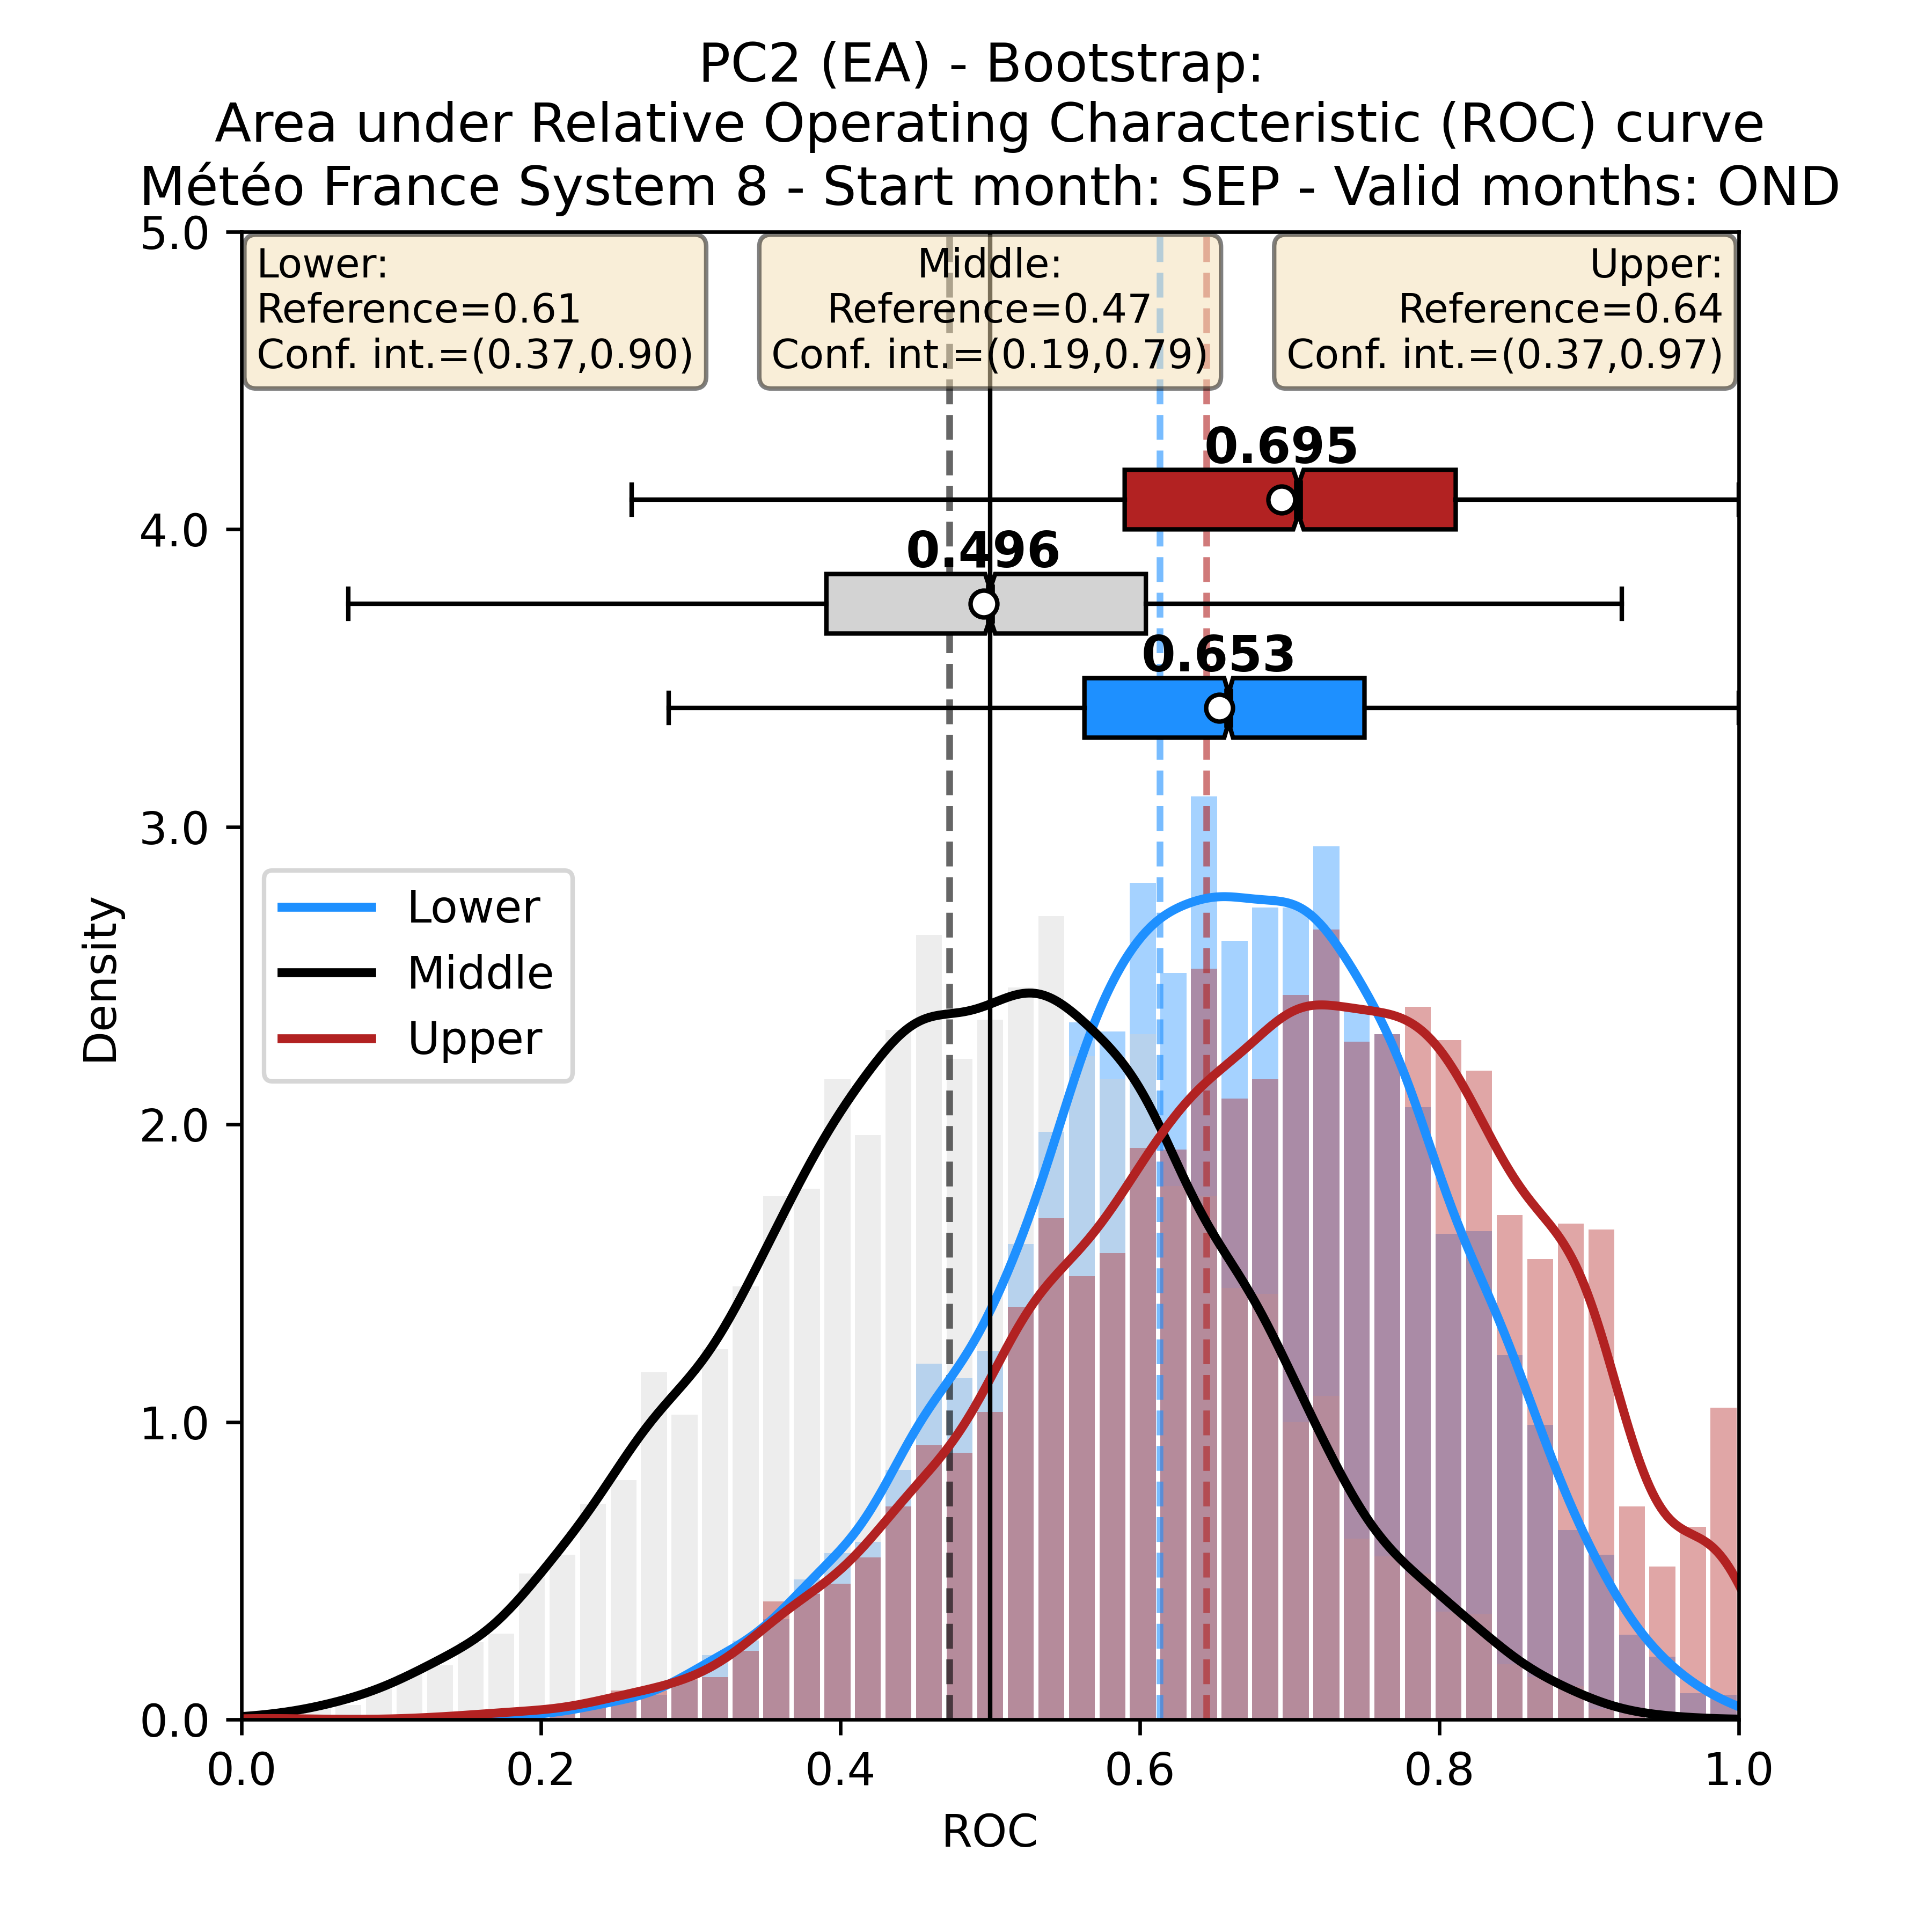 PC2 (EA) - Bootstrap:
Area under Relative Operating Characteristic (ROC) curve
Météo France System 8 - Start month: SEP - Valid months: OND
Lower:
Reference=0.61
Conf. int.=(0.37,0.90)
Middle:
Reference=0.47
Conf. int.=(0.19,0.79)
Upper:
Reference=0.64
Conf. int.=(0.37,0.97)
0.695
0.496
0.653
Lower
Middle
Upper
Density
5.0
4.0
3.0
2.0
1.0
0.0
0.0 0.2 0.4 0.6 0.8 1.0
ROC